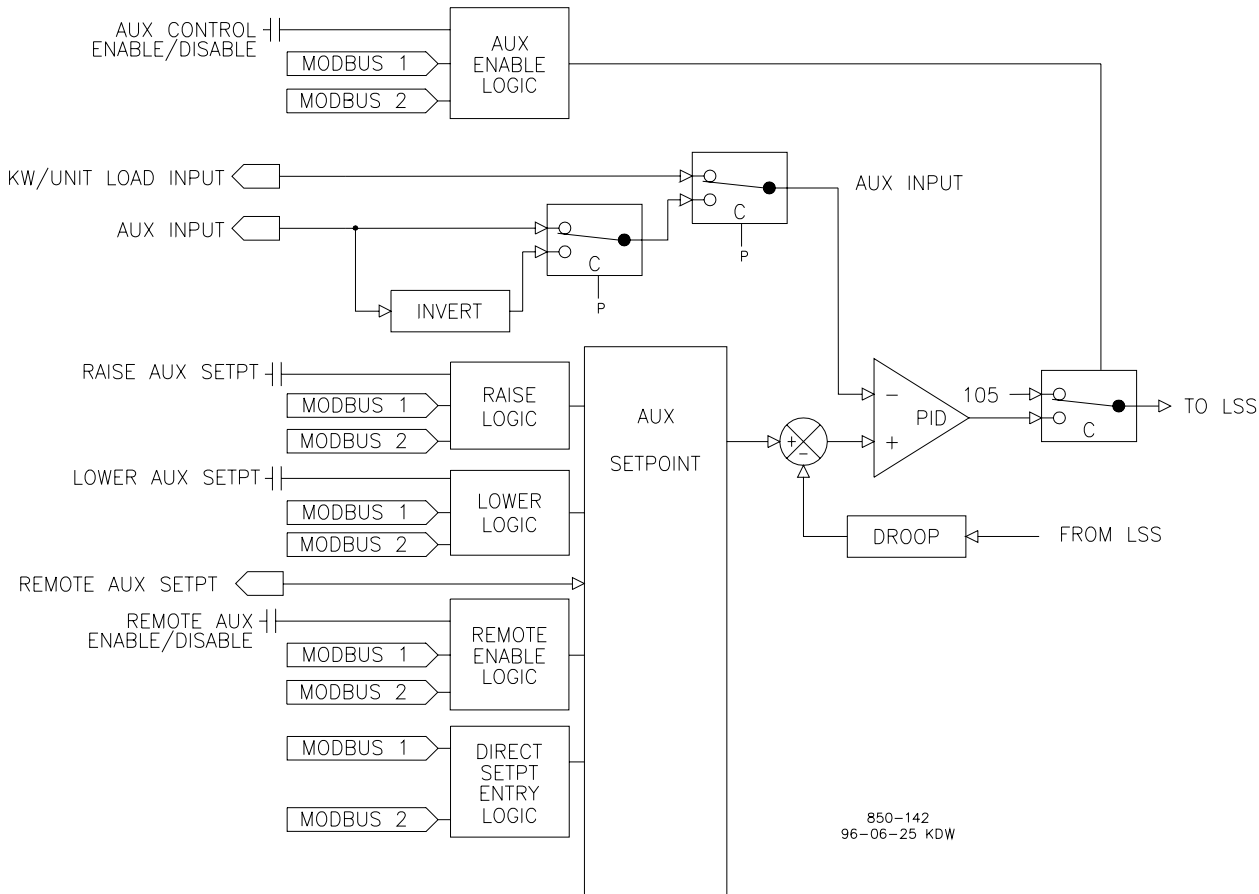 AUX CONTROL
ENABLE/DISABLE
MODBUS 1
MODBUS 2
AUX
ENABLE
LOGIC
KW/UNIT LOAD INPUT
AUX INPUT
INVERT
C
P
C
P
AUX INPUT
RAISE AUX SETPT
MODBUS 1
MODBUS 2
RAISE
LOGIC
LOWER AUX SETPT
MODBUS 1
MODBUS 2
LOWER
LOGIC
REMOTE AUX SETPT
REMOTE AUX
ENABLE/DISABLE
MODBUS 1
MODBUS 2
REMOTE
ENABLE
LOGIC
MODBUS 1
MODBUS 2
DIRECT
SETPT
ENTRY
LOGIC
AUX
SETPOINT
+
-
-
+
PID
105
C
TO LSS
DROOP
FROM LSS
850-142
96-06-25 KDW